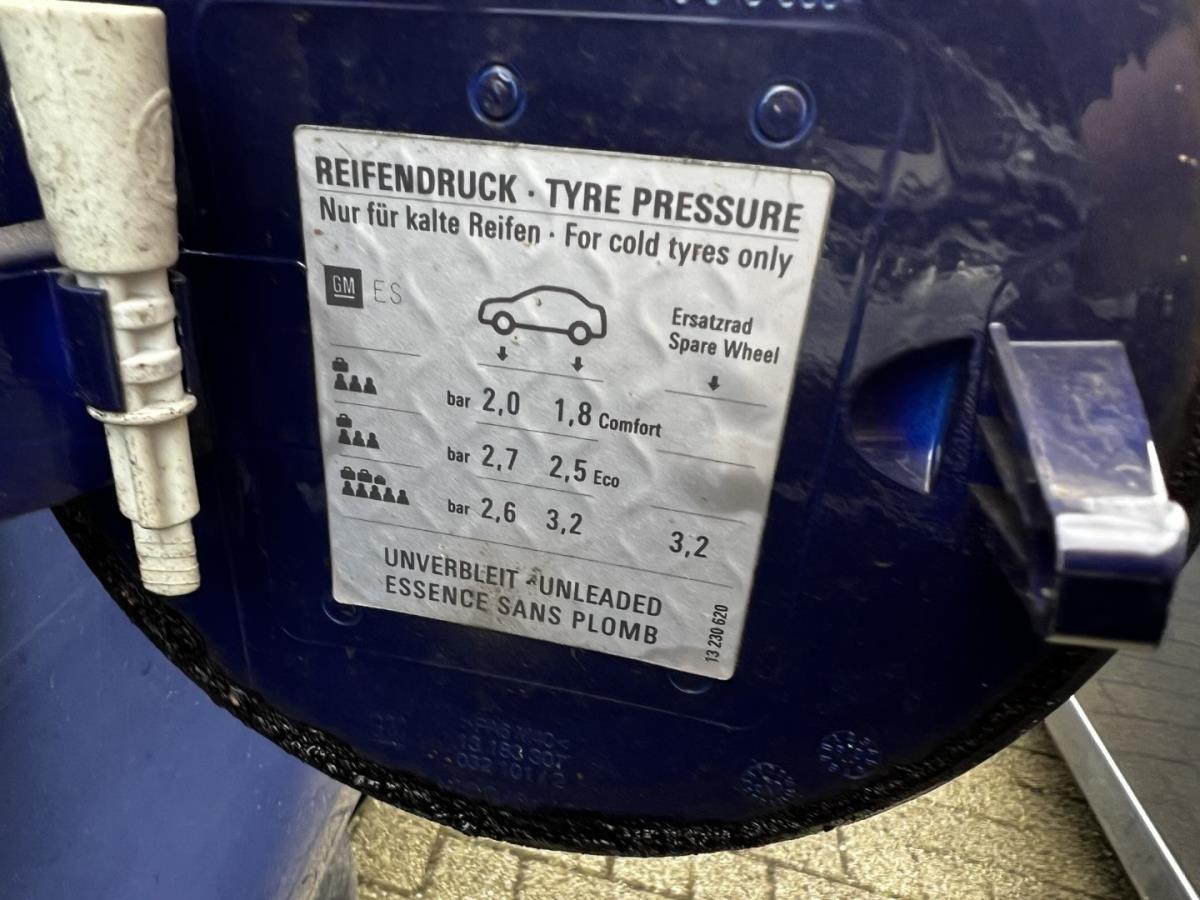 REIFENDRUCK · TYRE PRESSURE
Nur für kalte Reifen · For cold tyres only
GM ES
Ersatzrad
Spare Wheel
bar 2,0 1,8 Comfort
bar 2,7 2,5 Eco
bar 2,6 3,2 3,2
UNVERBLEIT · UNLEADED
ESSENCE SANS PLOMB
13 230 620